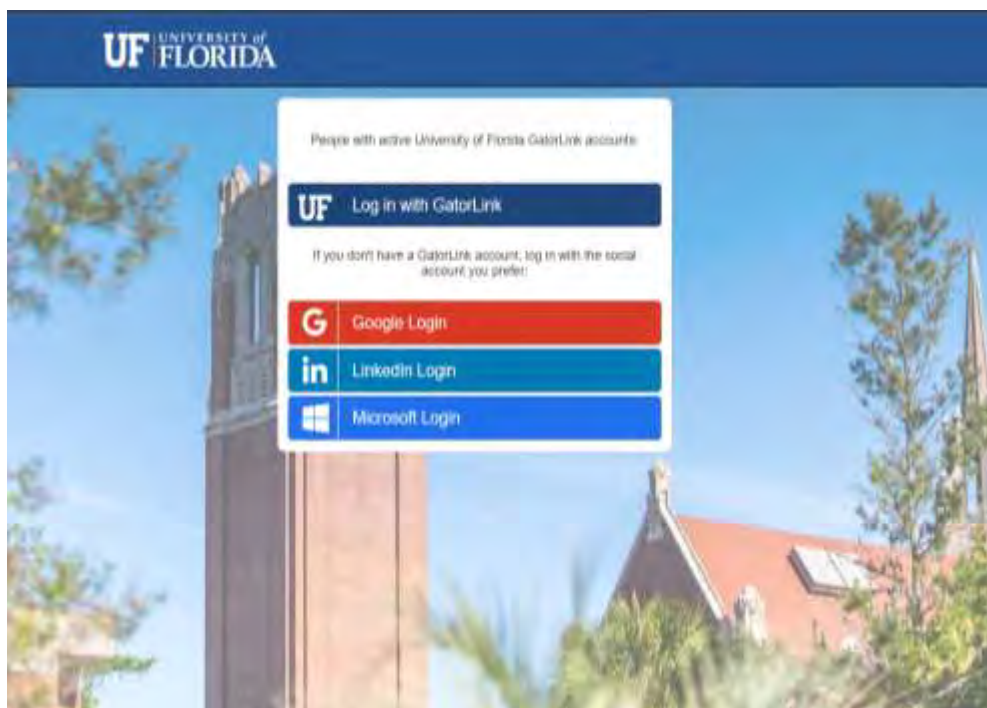 UF UNIVERSITY of
FLORIDA
People with active University of Florida GatorLink accounts:
UF Log in with GatorLink
If you don't have a GatorLink account, log in with the social
account you prefer:
G Google Login
in LinkedIn Login
Microsoft Login